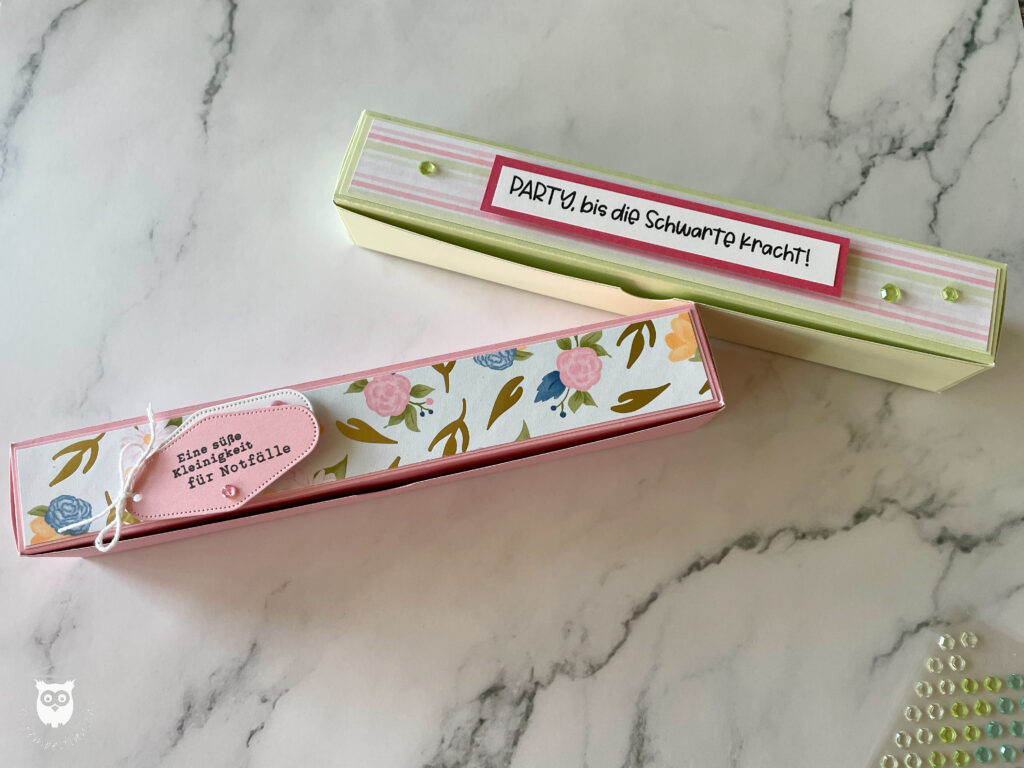 PARTY, bis die Schwarte kracht!
Eine süße
Kleinigkeit
für Notfälle